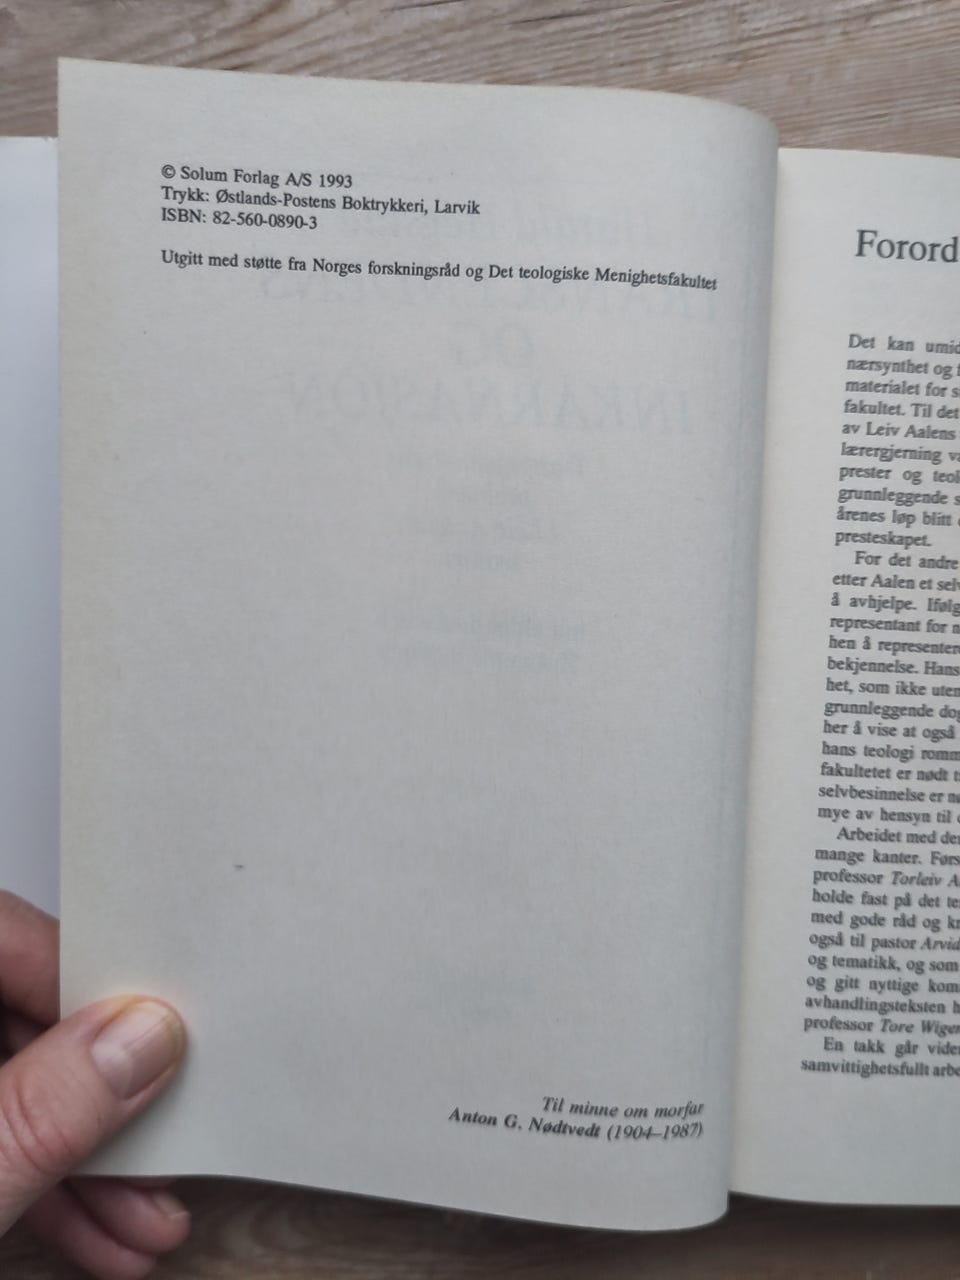 © Solum Forlag A/S 1993
Trykk: Østlands-Postens Boktrykkeri, Larvik
ISBN: 82-560-0890-3
Utgitt med støtte fra Norges forskningsråd og Det teologiske Menighetsfakultet
Til minne om morfar
Anton G. Nødtvedt (1904–1987)
Forord
Det kan
nærsynthet og
materialet for
fakultet. Til det
av Leiv Aalens
lærergjerning
prester og
grunnleggende
årenes løp blitt
presteskapet.
For det andre
etter Aalen et
å avhjelpe.
representant for
hen å
bekjennelse. Hans
het, som ikke
grunnleggende
her å vise at også
hans teologi
fakultetet er nødt
selvbesinnelse er
mye av hensyn til
Arbeidet med
mange kanter.
professor Torleiv
holde fast på det
med gode råd og
også til pastor
og tematikk, og som
og gitt nyttige
avhandlingsteksten
professor Tore
En takk går
samvittighetsfullt